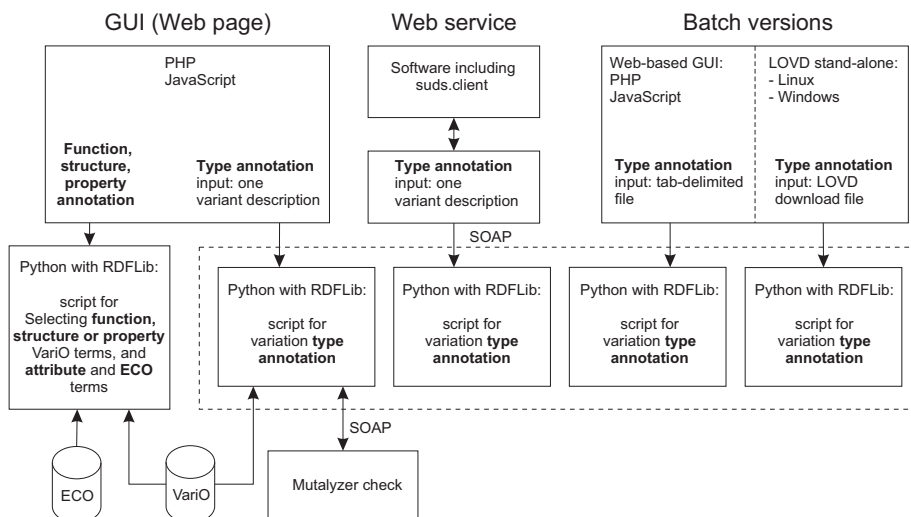 GUI (Web page)
Web service
Batch versions
PHP
JavaScript
Function,
structure,
property
annotation
Type annotation
input: one
variant description
Software including
suds.client
Type annotation
input: one
variant description
Web-based GUI:
PHP
JavaScript
Type annotation
input: tab-delimited
file
LOVD stand-alone:
- Linux
- Windows
Type annotation
input: LOVD
download file
SOAP
Python with RDFLib:
script for
Selecting function,
structure or property
VariO terms, and
attribute and ECO
terms
Python with RDFLib:
script for
variation type
annotation
Python with RDFLib:
script for
variation type
annotation
Python with RDFLib:
script for
variation type
annotation
Python with RDFLib:
script for
variation type
annotation
SOAP
ECO
VariO
Mutalyzer check